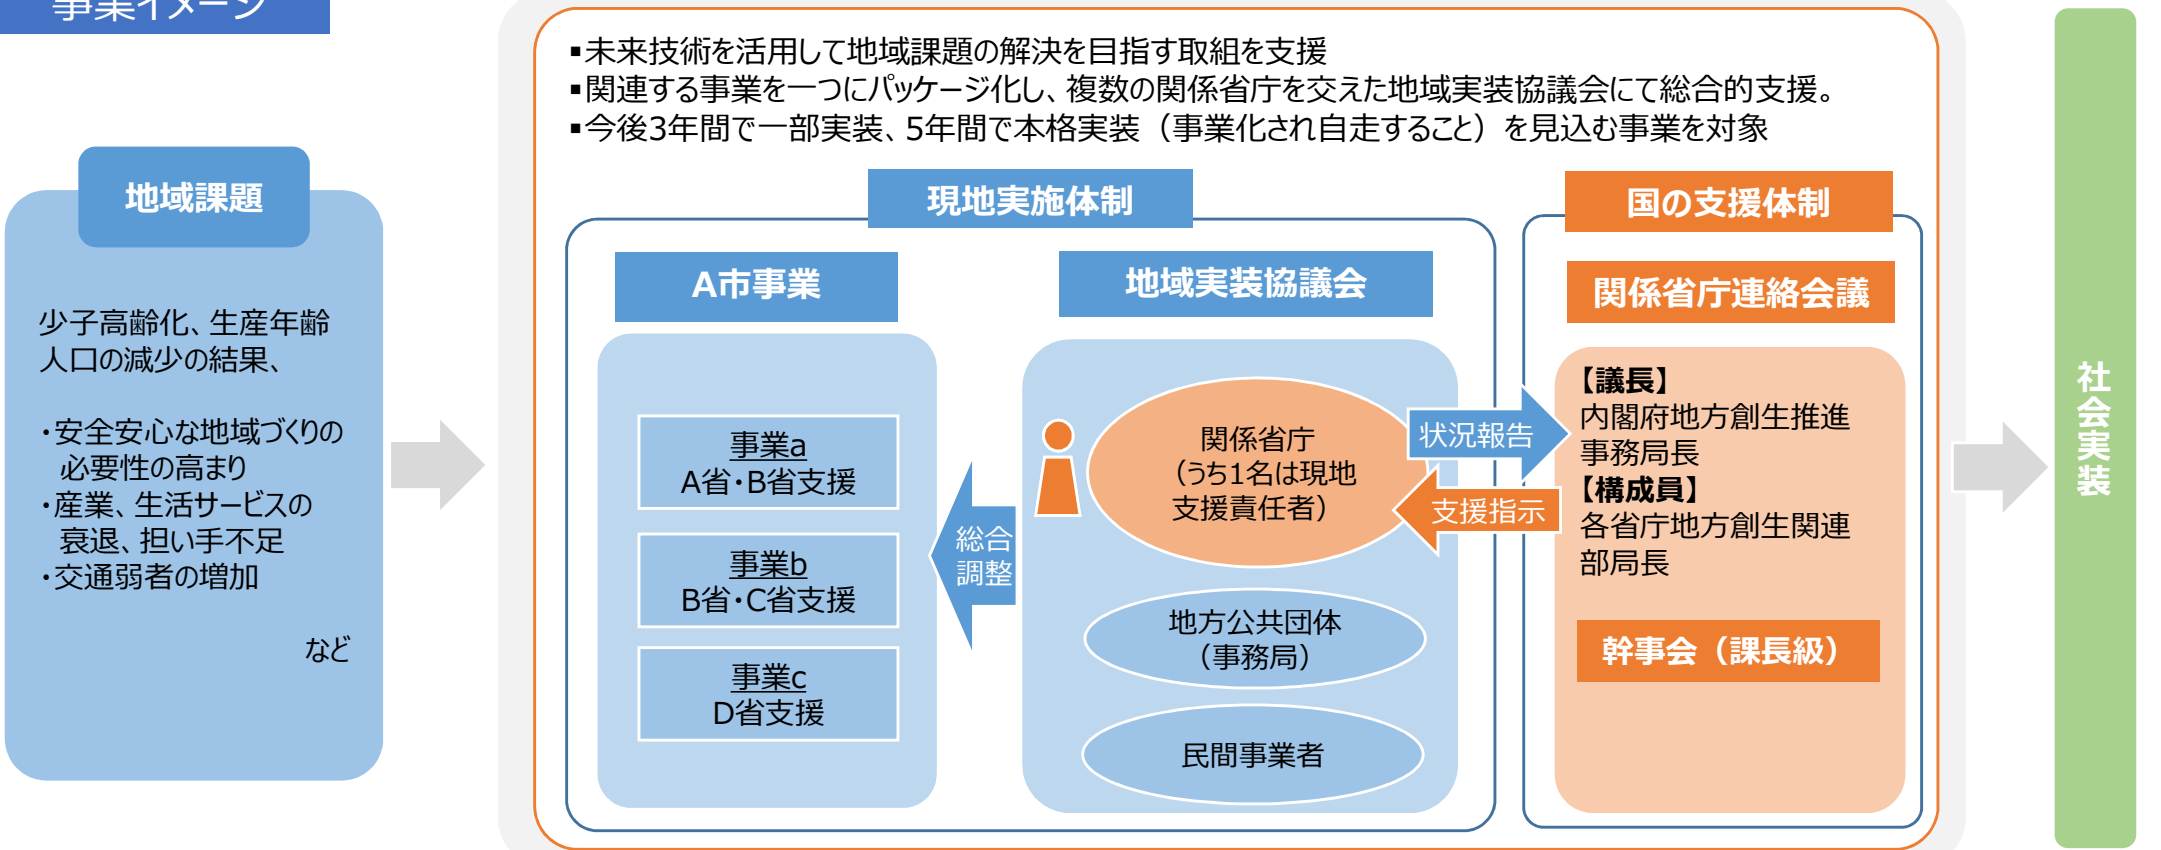 事業イメージ
▪未来技術を活用して地域課題の解決を目指す取組を支援
▪関連する事業を一つにパッケージ化し、複数の関係省庁を交えた地域実装協議会にて総合的支援。
▪今後3年間で一部実装、5年間で本格実装（事業化され自走すること）を見込む事業を対象
地域課題
少子高齢化、生産年齢
人口の減少の結果、
・安全安心な地域づくりの
必要性の高まり
・産業、生活サービスの
衰退、担い手不足
・交通弱者の増加
など
現地実施体制
A市事業
事業a
A省・B省支援
事業b
B省・C省支援
事業c
D省支援
総合
調整
地域実装協議会
関係省庁
（うち1名は現地
支援責任者）
地方公共団体
（事務局）
民間事業者
状況報告
支援指示
国の支援体制
関係省庁連絡会議
【議長】
内閣府地方創生推進
事務局長
【構成員】
各省庁地方創生関連
部局長
幹事会（課長級）
社会実装